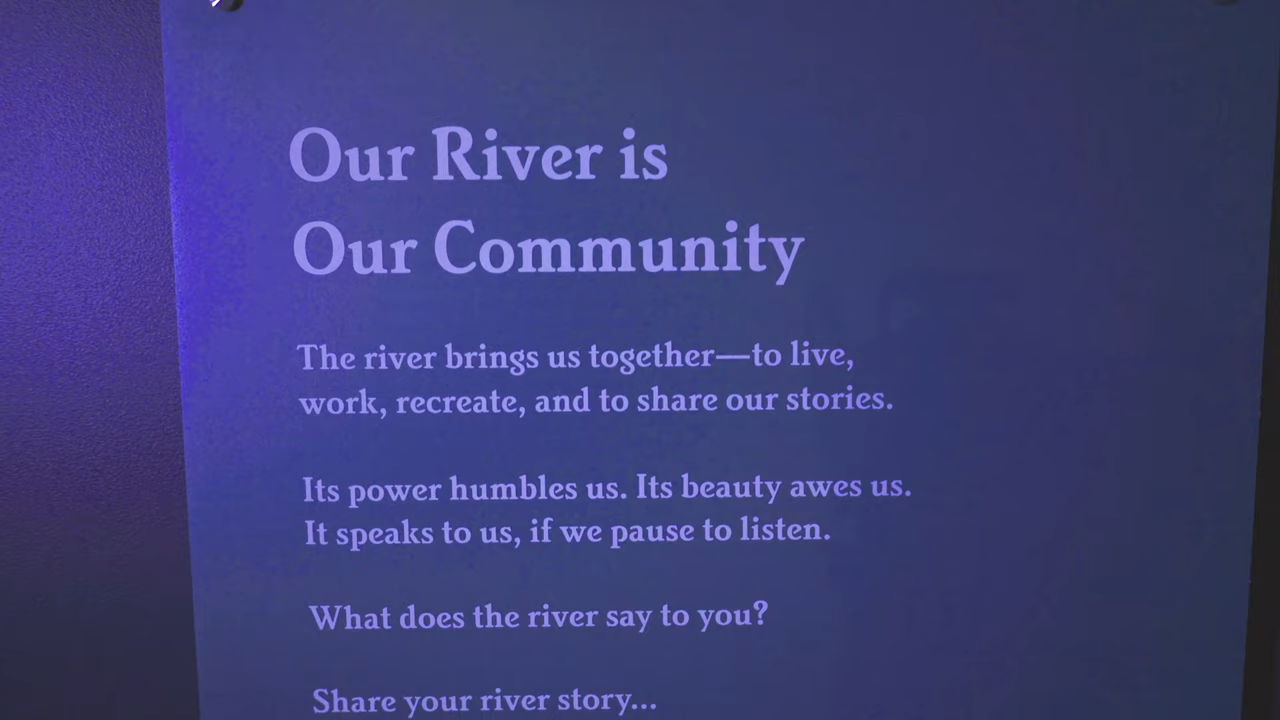 Our River is
Our Community
The river brings us together—to live,
work, recreate, and to share our stories.
Its power humbles us. Its beauty awes us.
It speaks to us, if we pause to listen.
What does the river say to you?
Share your river story...